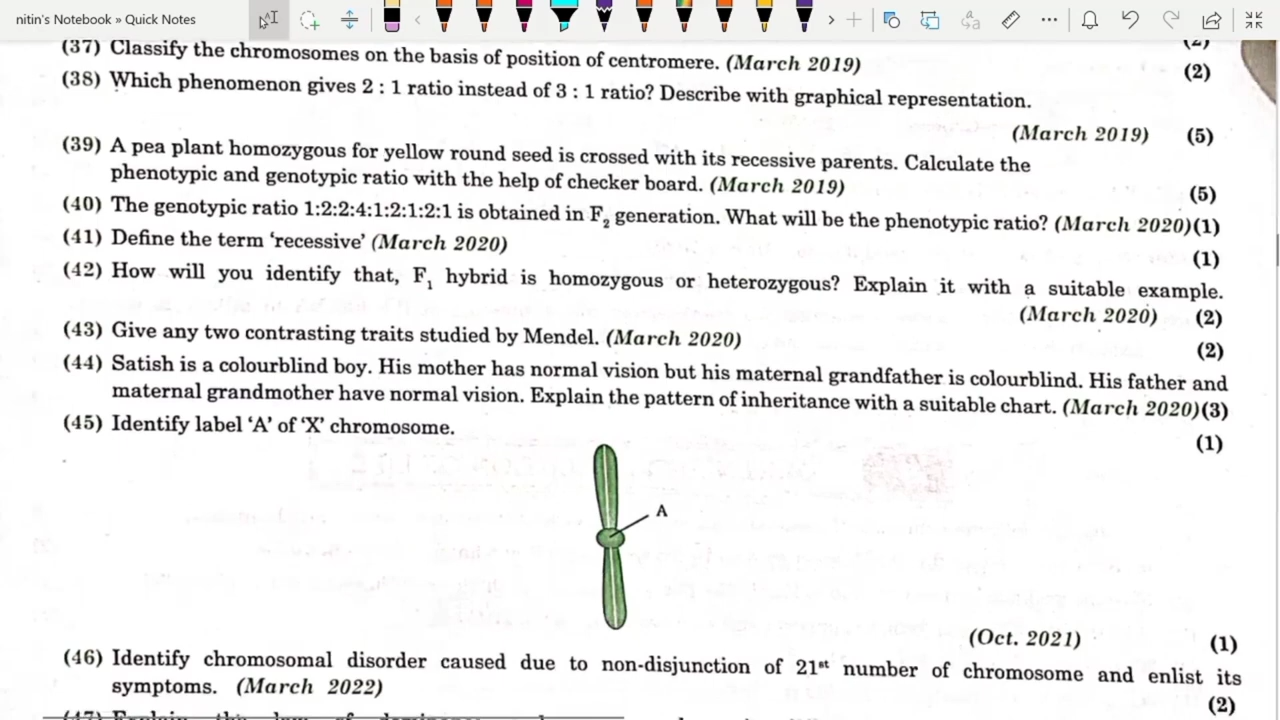 nitin's Notebook » Quick Notes
(37) Classify the chromosomes on the basis of position of centromere. (March 2019) (2)
(38) Which phenomenon gives 2 : 1 ratio instead of 3 : 1 ratio? Describe with graphical representation.
(March 2019) (5)
(39) A pea plant homozygous for yellow round seed is crossed with its recessive parents. Calculate the
phenotypic and genotypic ratio with the help of checker board. (March 2019) (5)
(40) The genotypic ratio 1:2:2:4:1:2:1:2:1 is obtained in F₂ generation. What will be the phenotypic ratio? (March 2020)(1)
(41) Define the term ‘recessive’ (March 2020) (1)
(42) How will you identify that, F₁ hybrid is homozygous or heterozygous? Explain it with a suitable example.
(March 2020) (2)
(43) Give any two contrasting traits studied by Mendel. (March 2020) (2)
(44) Satish is a colourblind boy. His mother has normal vision but his maternal grandfather is colourblind. His father and
maternal grandmother have normal vision. Explain the pattern of inheritance with a suitable chart. (March 2020)(3)
(45) Identify label ‘A’ of ‘X’ chromosome. (1)
A
(Oct. 2021) (1)
(46) Identify chromosomal disorder caused due to non-disjunction of 21ˢᵗ number of chromosome and enlist its
symptoms. (March 2022) (2)